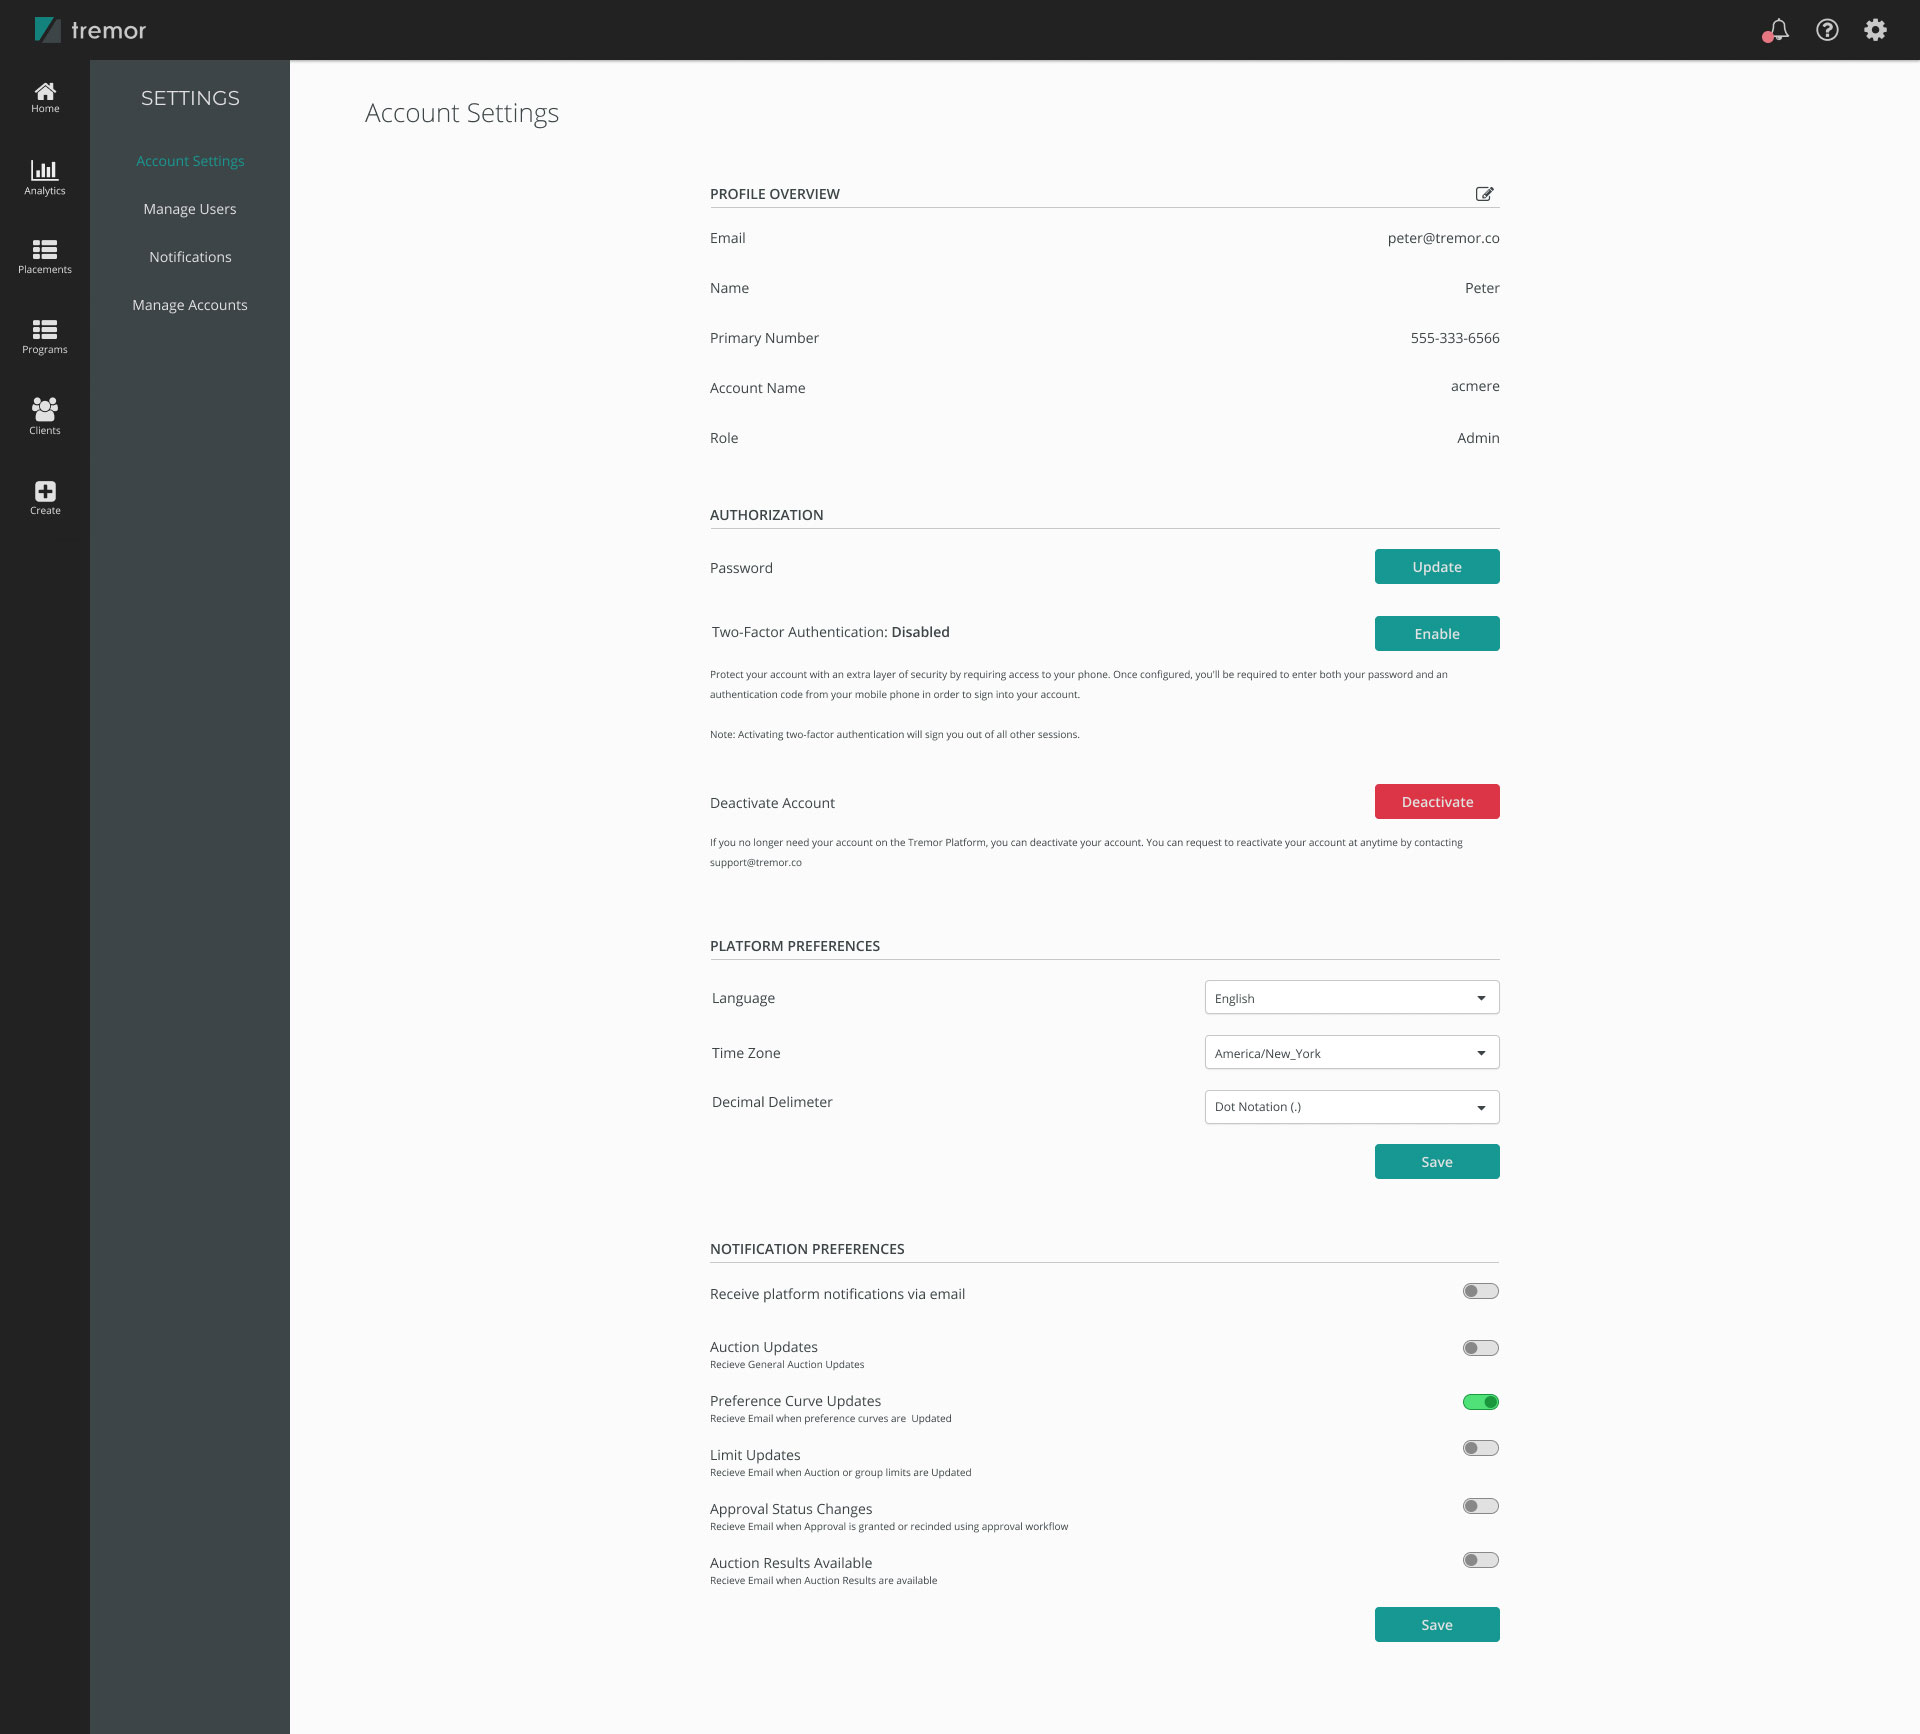 tremor
Home
Analytics
Placements
Programs
Clients
Create
SETTINGS
Account Settings
Manage Users
Notifications
Manage Accounts
Account Settings
PROFILE OVERVIEW
Email peter@tremor.co
Name Peter
Primary Number 555-333-6566
Account Name acmere
Role Admin
AUTHORIZATION
Password Update
Two-Factor Authentication: Disabled Enable
Protect your account with an extra layer of security by requiring access to your phone. Once configured, you'll be required to enter both your password and an
authentication code from your mobile phone in order to sign into your account.
Note: Activating two-factor authentication will sign you out of all other sessions.
Deactivate Account Deactivate
If you no longer need your account on the Tremor Platform, you can deactivate your account. You can request to reactivate your account at anytime by contacting
support@tremor.co
PLATFORM PREFERENCES
Language English
Time Zone America/New_York
Decimal Delimeter Dot Notation (.)
Save
NOTIFICATION PREFERENCES
Receive platform notifications via email
Auction Updates
Recieve General Auction Updates
Preference Curve Updates
Recieve Email when preference curves are  Updated
Limit Updates
Recieve Email when Auction or group limits are Updated
Approval Status Changes
Recieve Email when Approval is granted or recinded using approval workflow
Auction Results Available
Recieve Email when Auction Results are available
Save